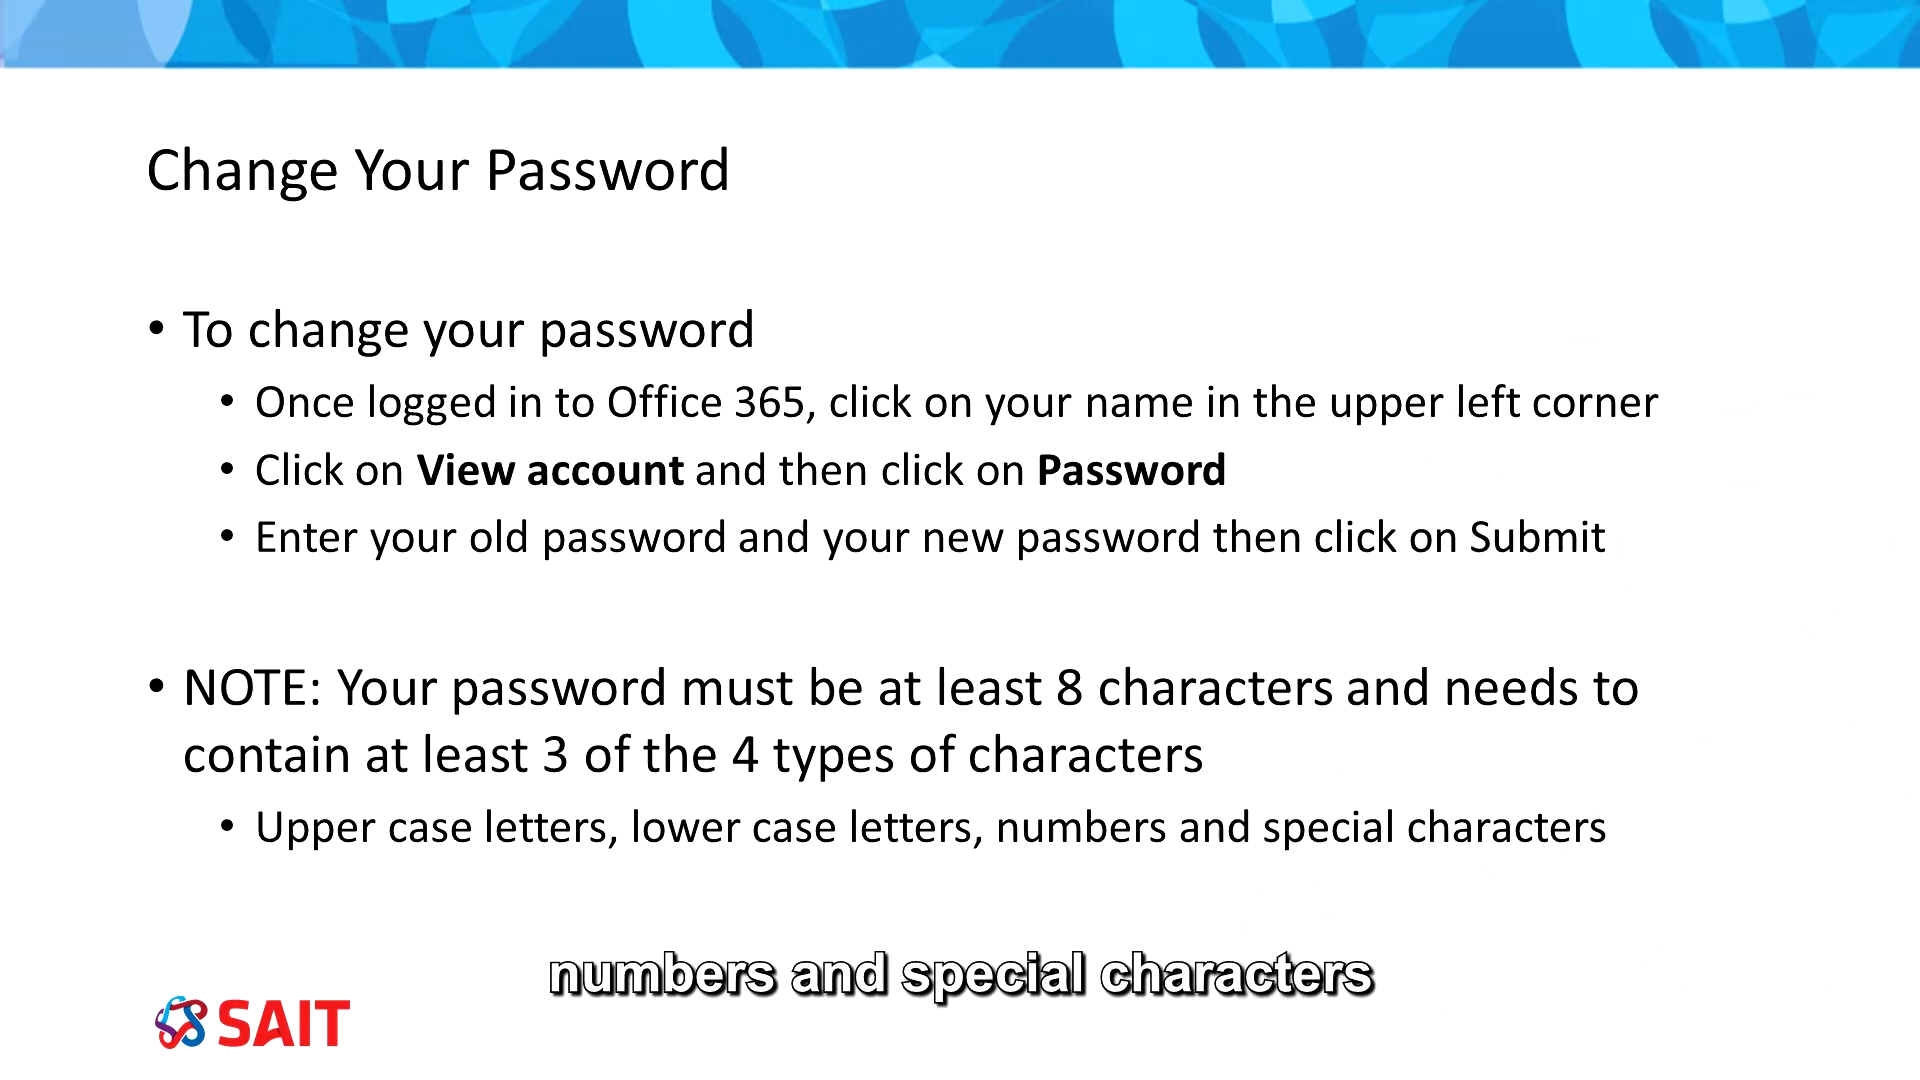 Change Your Password
• To change your password
• Once logged in to Office 365, click on your name in the upper left corner
• Click on View account and then click on Password
• Enter your old password and your new password then click on Submit
• NOTE: Your password must be at least 8 characters and needs to
contain at least 3 of the 4 types of characters
• Upper case letters, lower case letters, numbers and special characters
numbers and special characters
SAIT